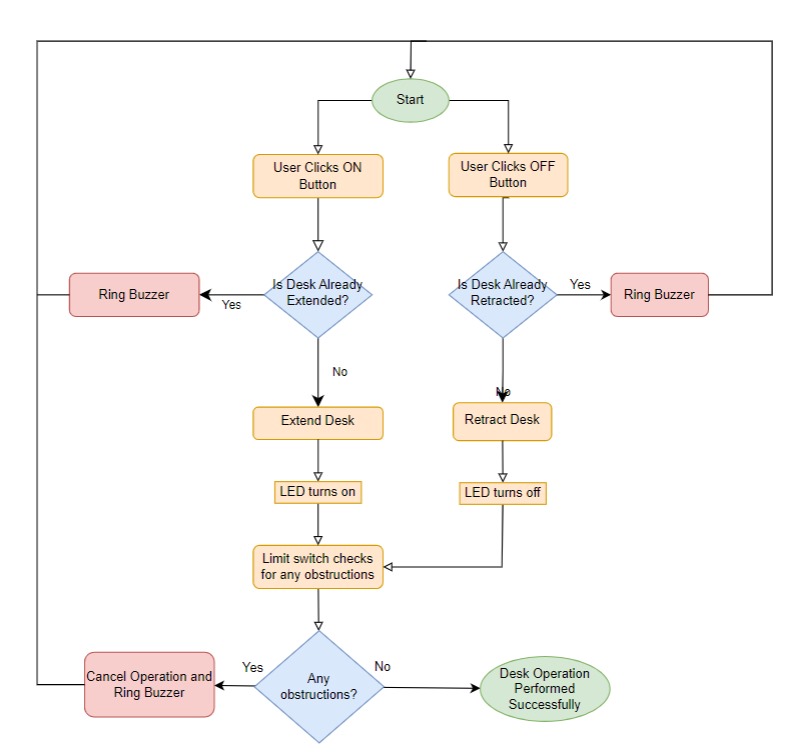 Start
User Clicks ON
Button
User Clicks OFF
Button
Ring Buzzer
Yes
Is Desk Already
Extended?
Is Desk Already
Retracted?
Yes
Ring Buzzer
No
No
Extend Desk
Retract Desk
LED turns on
LED turns off
Limit switch checks
for any obstructions
Cancel Operation and
Ring Buzzer
Yes
Any
obstructions?
No
Desk Operation
Performed
Successfully